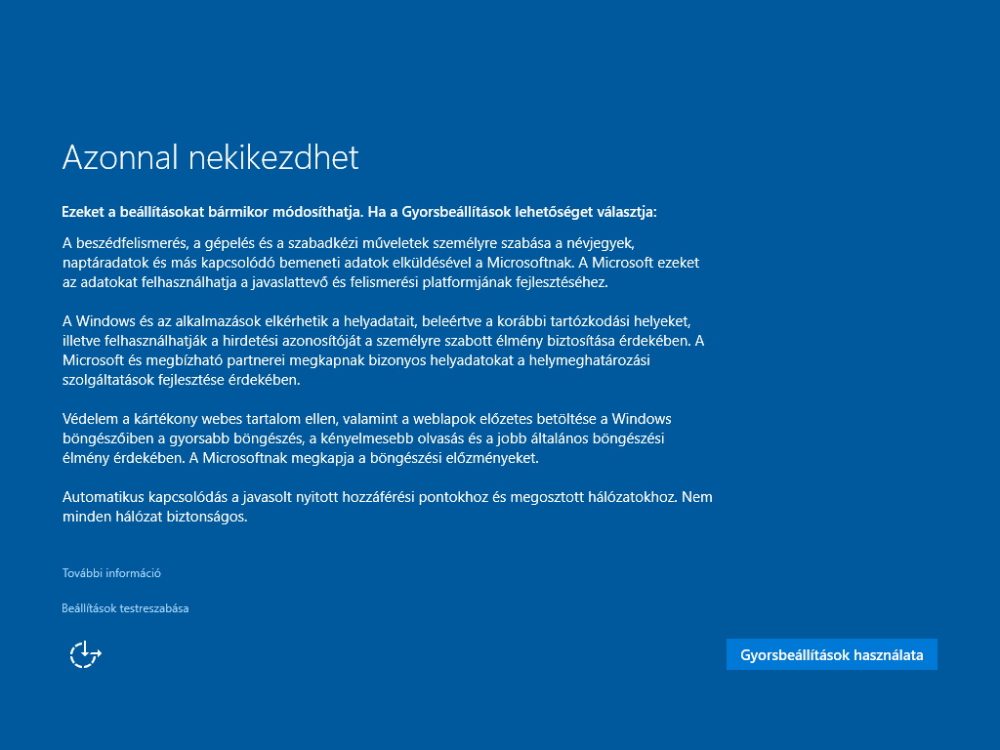 Azonnal nekikezdhet
Ezeket a beállításokat bármikor módosíthatja. Ha a Gyorsbeállítások lehetőséget választja:
A beszédfelismerés, a gépelés és a szabadkézi műveletek személyre szabása a névjegyek,
naptáradatok és más kapcsolódó bemeneti adatok elküldésével a Microsoftnak. A Microsoft ezeket
az adatokat felhasználhatja a javaslattevő és felismerési platformjának fejlesztéséhez.
A Windows és az alkalmazások elkérhetik a helyadatait, beleértve a korábbi tartózkodási helyeket,
illetve felhasználhatják a hirdetési azonosítóját a személyre szabott élmény biztosítása érdekében. A
Microsoft és megbízható partnerei megkapnak bizonyos helyadatokat a helymeghatározási
szolgáltatások fejlesztése érdekében.
Védelem a kártékony webes tartalom ellen, valamint a weblapok előzetes betöltése a Windows
böngészőiben a gyorsabb böngészés, a kényelmesebb olvasás és a jobb általános böngészési
élmény érdekében. A Microsoftnak megkapja a böngészési előzményeket.
Automatikus kapcsolódás a javasolt nyitott hozzáférési pontokhoz és megosztott hálózatokhoz. Nem
minden hálózat biztonságos.
További információ
Beállítások testreszabása
Gyorsbeállítások használata